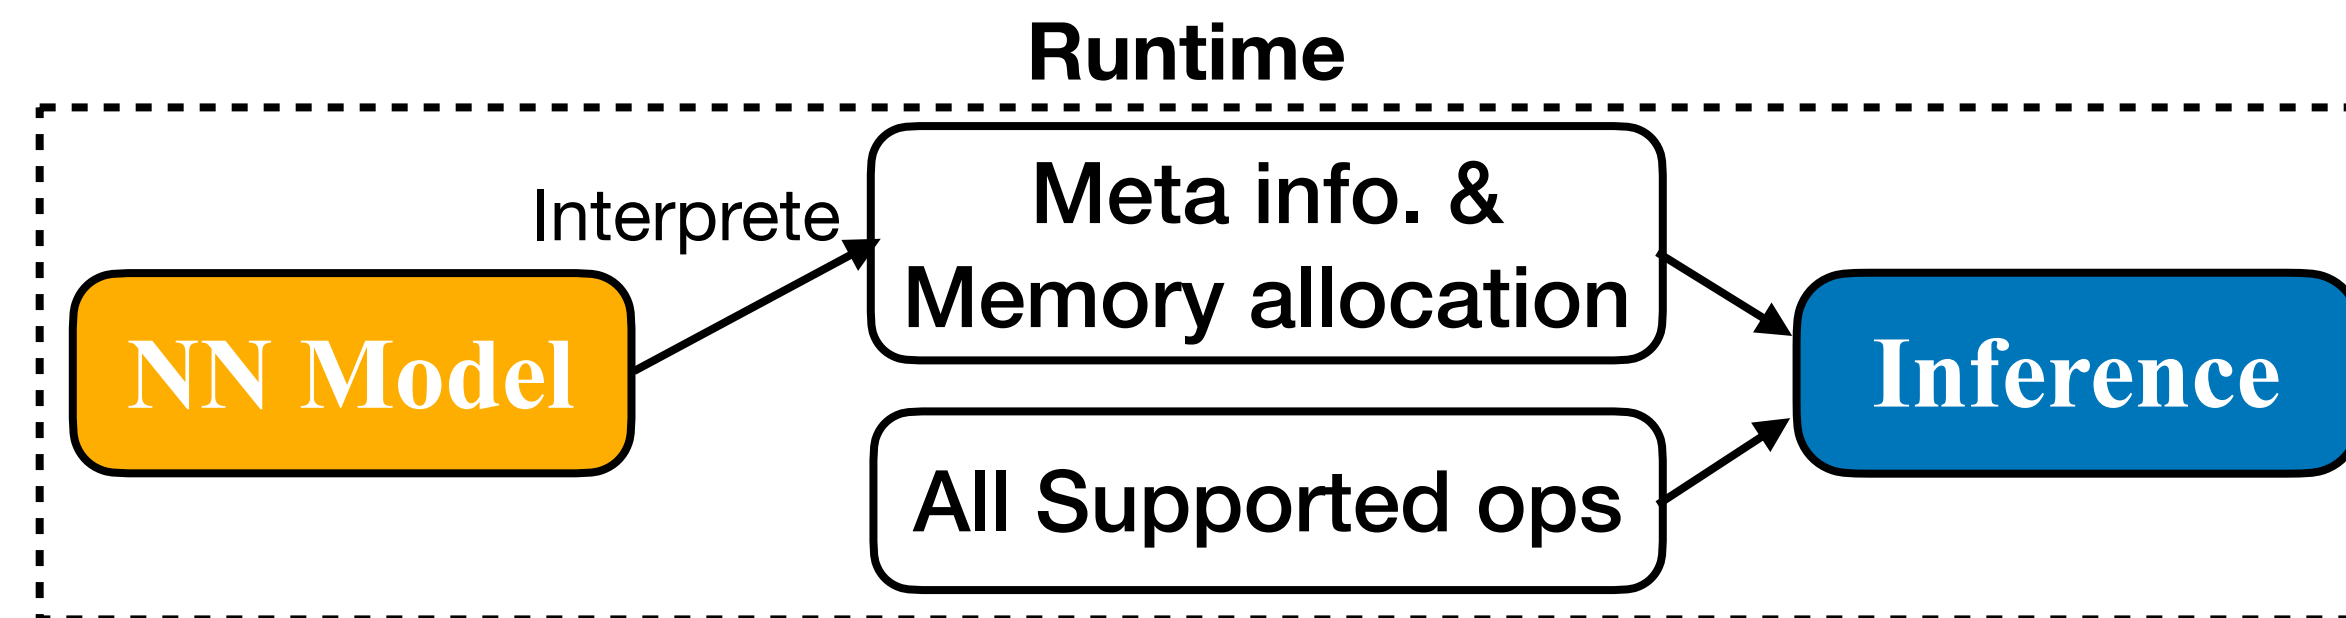 Runtime
Interprete
Meta info. &
Memory allocation
NN Model
Inference
All Supported ops